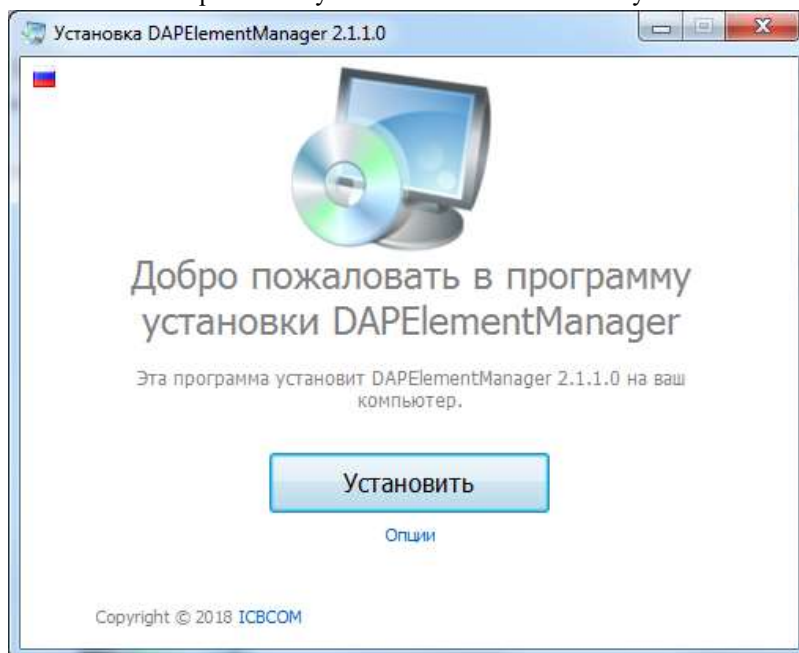 Установка DAPElementManager 2.1.1.0
Добро пожаловать в программу
установки DAPElementManager
Эта программа установит DAPElementManager 2.1.1.0 на ваш
компьютер.
Установить
Опции
Copyright © 2018 ICBCOM